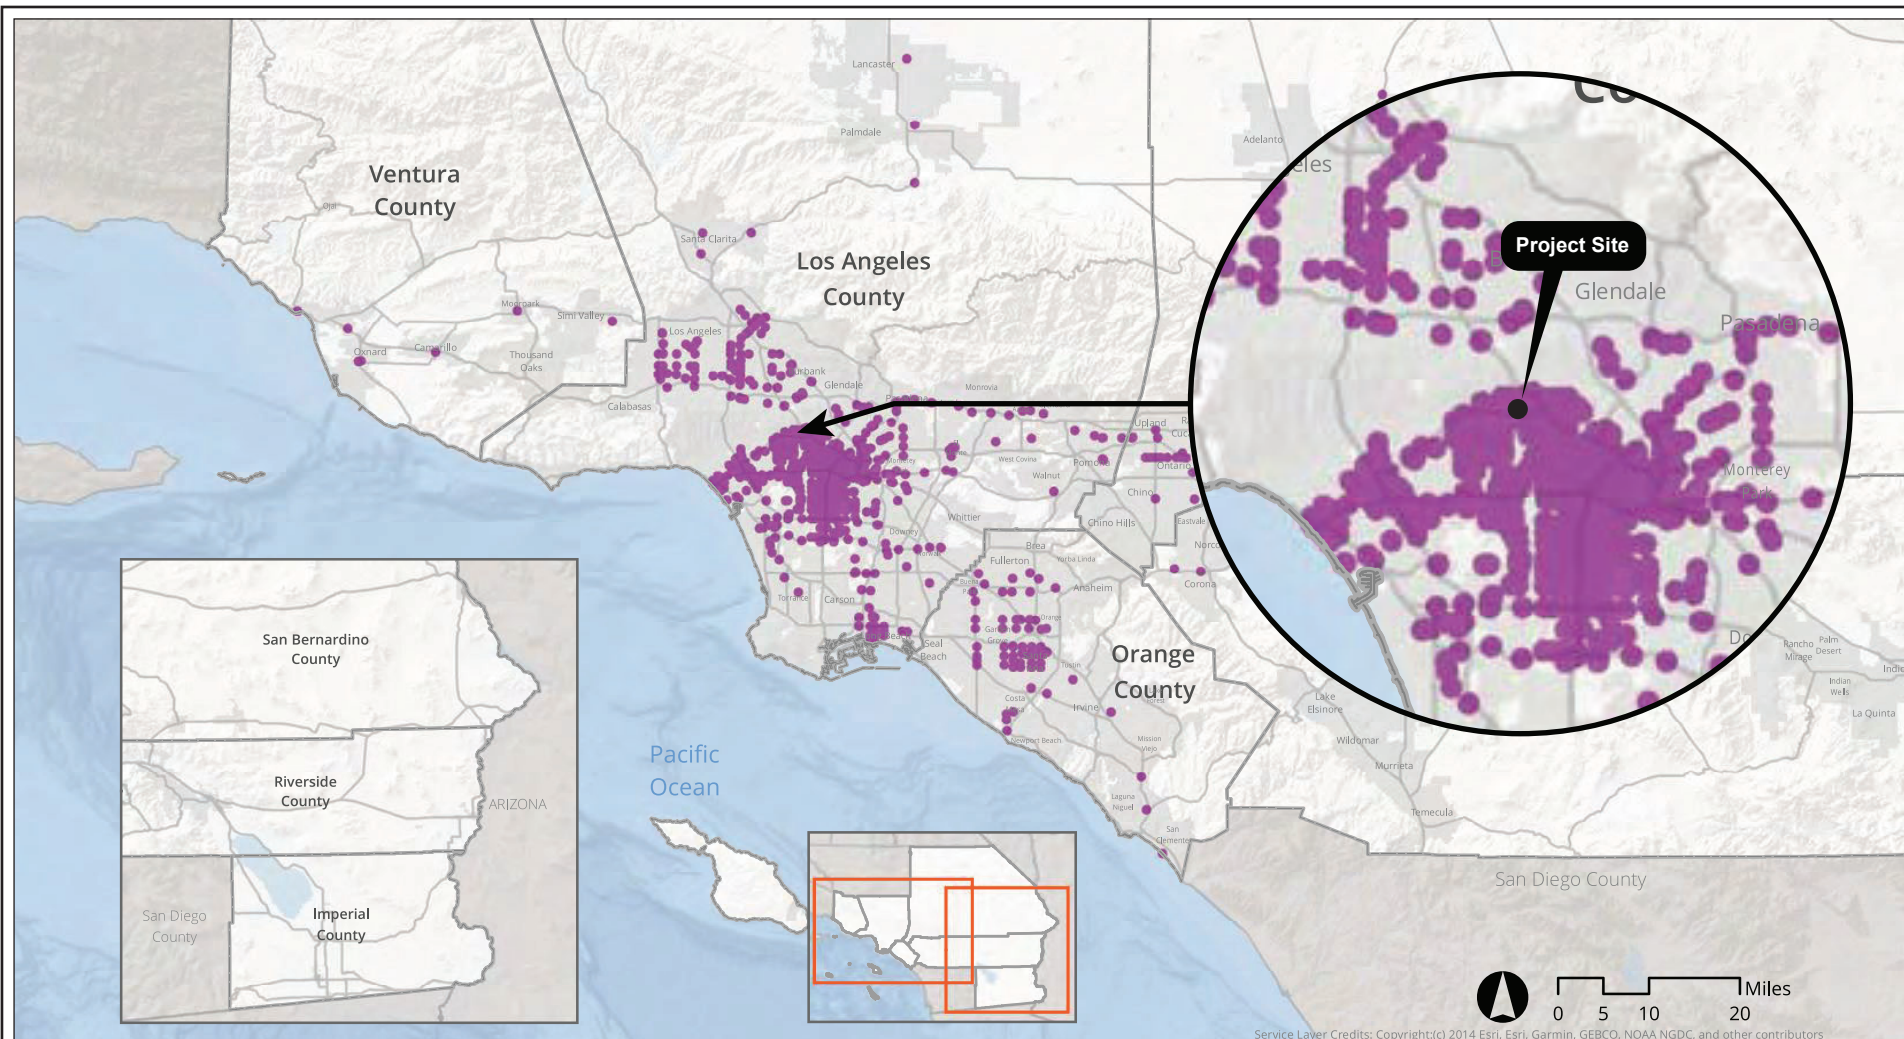 Lancaster
Palmdale
Adelanto
Ventura
County
Ojai
Santa Clarita
Los Angeles
County
Moorpark
Simi Valley
Los Angeles
Oxnard
Camarillo
Thousand
Oaks
Glendale
Monrovia
Calabasas
Upland
West Covina
Walnut
Pomona
Ontario
Chino
Whittier
Chino Hills
Eastvale
Norco
Downey
Brea
Yorba Linda
Fullerton
Corona
Anaheim
Torrance
Carson
Orange
Seal
Beach
Tustin
Orange
County
Costa
Irvine
Newport Beach
Mission
Viejo
Laguna
Niguel
San
Clemente
Lake
Elsinore
Wildomar
Murrieta
Temecula
Rancho
Mirage
Palm
Desert
Indian
Wells
La Quinta
San Diego County
Pacific
Ocean
Project Site
Glendale
Pasadena
Monterey
Park
San Bernardino
County
Riverside
County
ARIZONA
San Diego
County
Imperial
County
Miles
0 5 10 20
Service Layer Credits: Copyright:(c) 2014 Esri, Esri, Garmin, GEBCO, NOAA NGDC, and other contributors